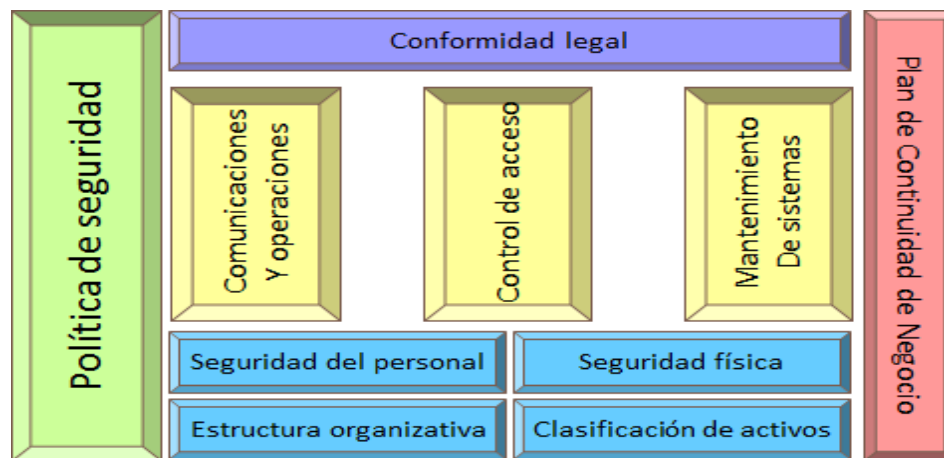 Política de seguridad
Conformidad legal
Comunicaciones
Y operaciones
Control de acceso
Mantenimiento
De sistemas
Seguridad del personal
Seguridad física
Estructura organizativa
Clasificación de activos
Plan de Continuidad de Negocio